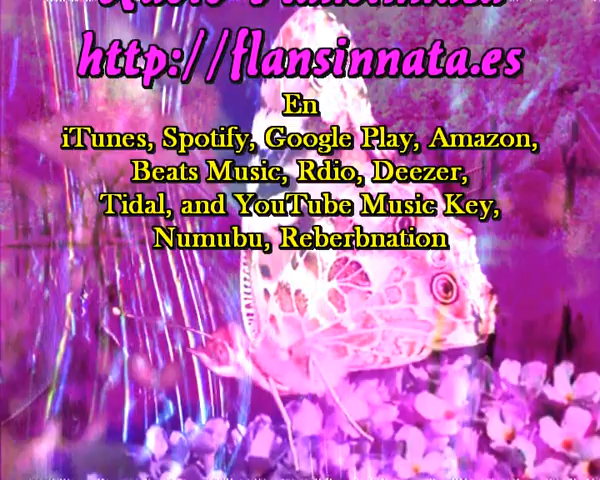 http://flansinnata.es
En
iTunes, Spotify, Google Play, Amazon,
Beats Music, Rdio, Deezer,
Tidal, and YouTube Music Key,
Numubu, Reberbnation